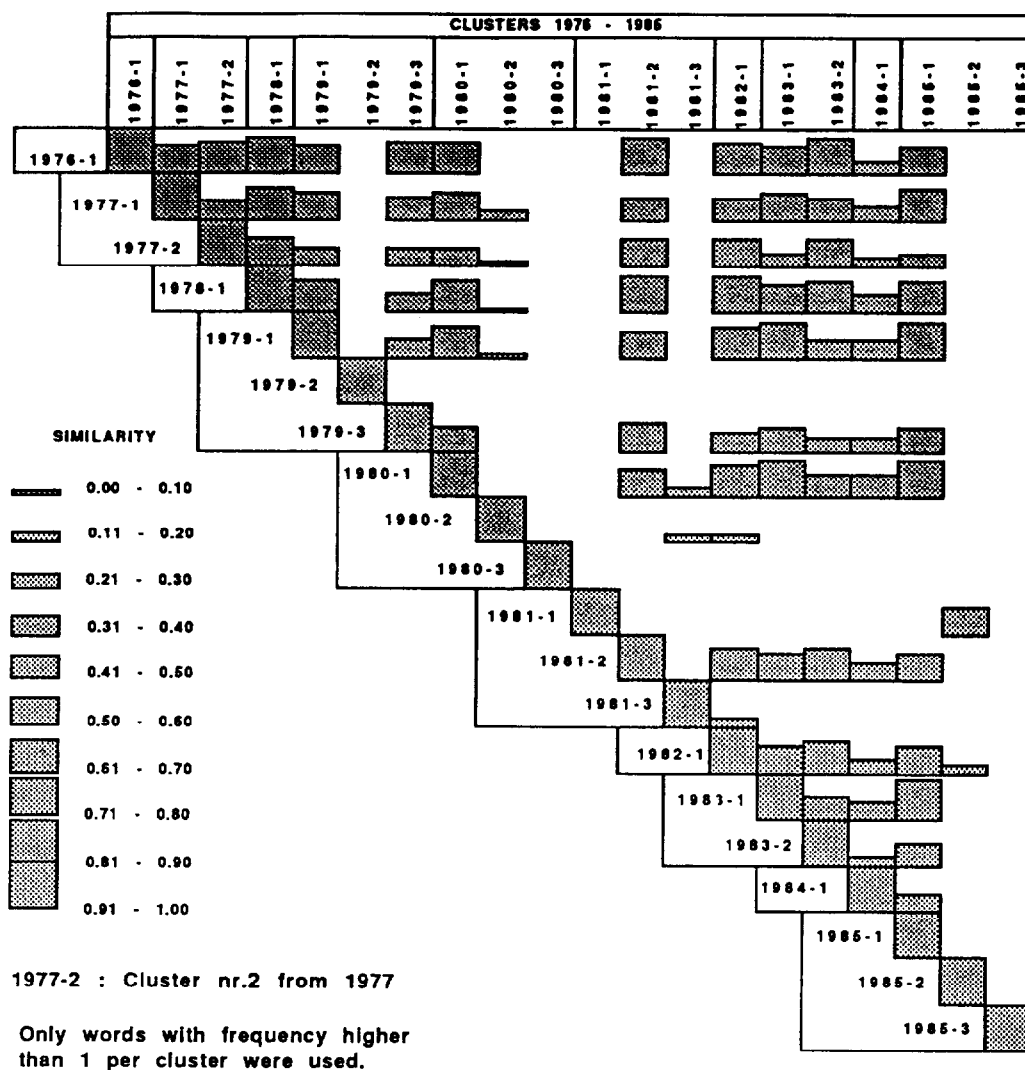 CLUSTERS 1976 - 1985
1976-1
1977-1
1977-2
1978-1
1979-1
1979-2
1979-3
1980-1
1980-2
1980-3
1981-1
1981-2
1981-3
1982-1
1983-1
1983-2
1984-1
1985-1
1985-2
1985-3
1976-1
1977-1
1977-2
1978-1
1979-1
1979-2
1979-3
1980-1
1980-2
1980-3
1981-1
1981-2
1981-3
1982-1
1983-1
1983-2
1984-1
1985-1
1985-2
1985-3
SIMILARITY
0.00 - 0.10
0.11 - 0.20
0.21 - 0.30
0.31 - 0.40
0.41 - 0.50
0.50 - 0.60
0.61 - 0.70
0.71 - 0.80
0.81 - 0.90
0.91 - 1.00
1977-2 : Cluster nr.2 from 1977
Only words with frequency higher
than 1 per cluster were used.